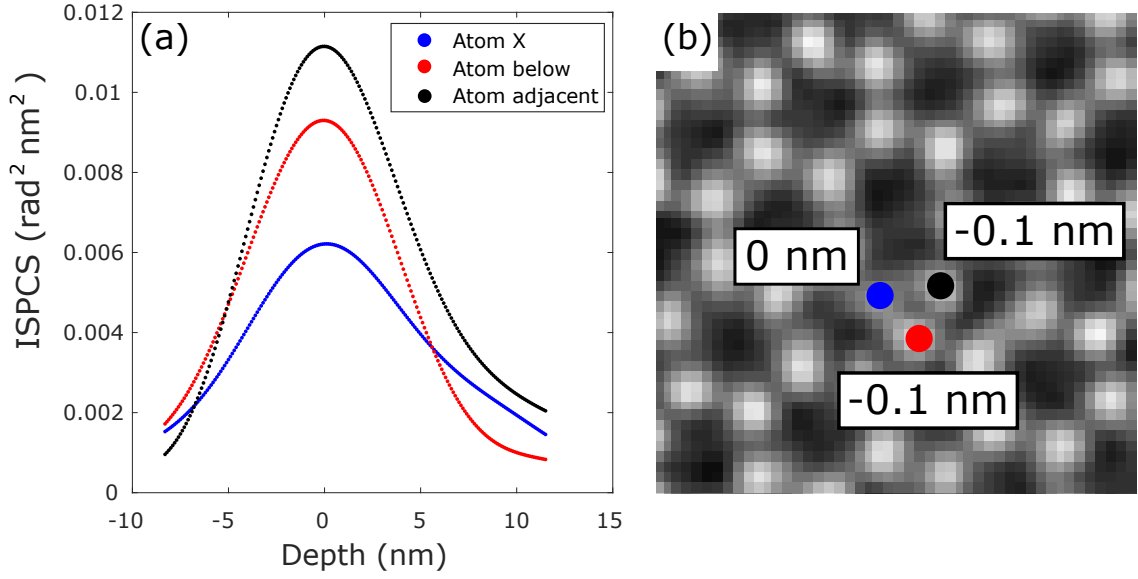 (a)
Atom X
Atom below
Atom adjacent
ISPCS (rad² nm²)
0.012
0.01
0.008
0.006
0.004
0.002
0
-10
-5
0
5
10
15
Depth (nm)
(b)
-0.1 nm
0 nm
-0.1 nm